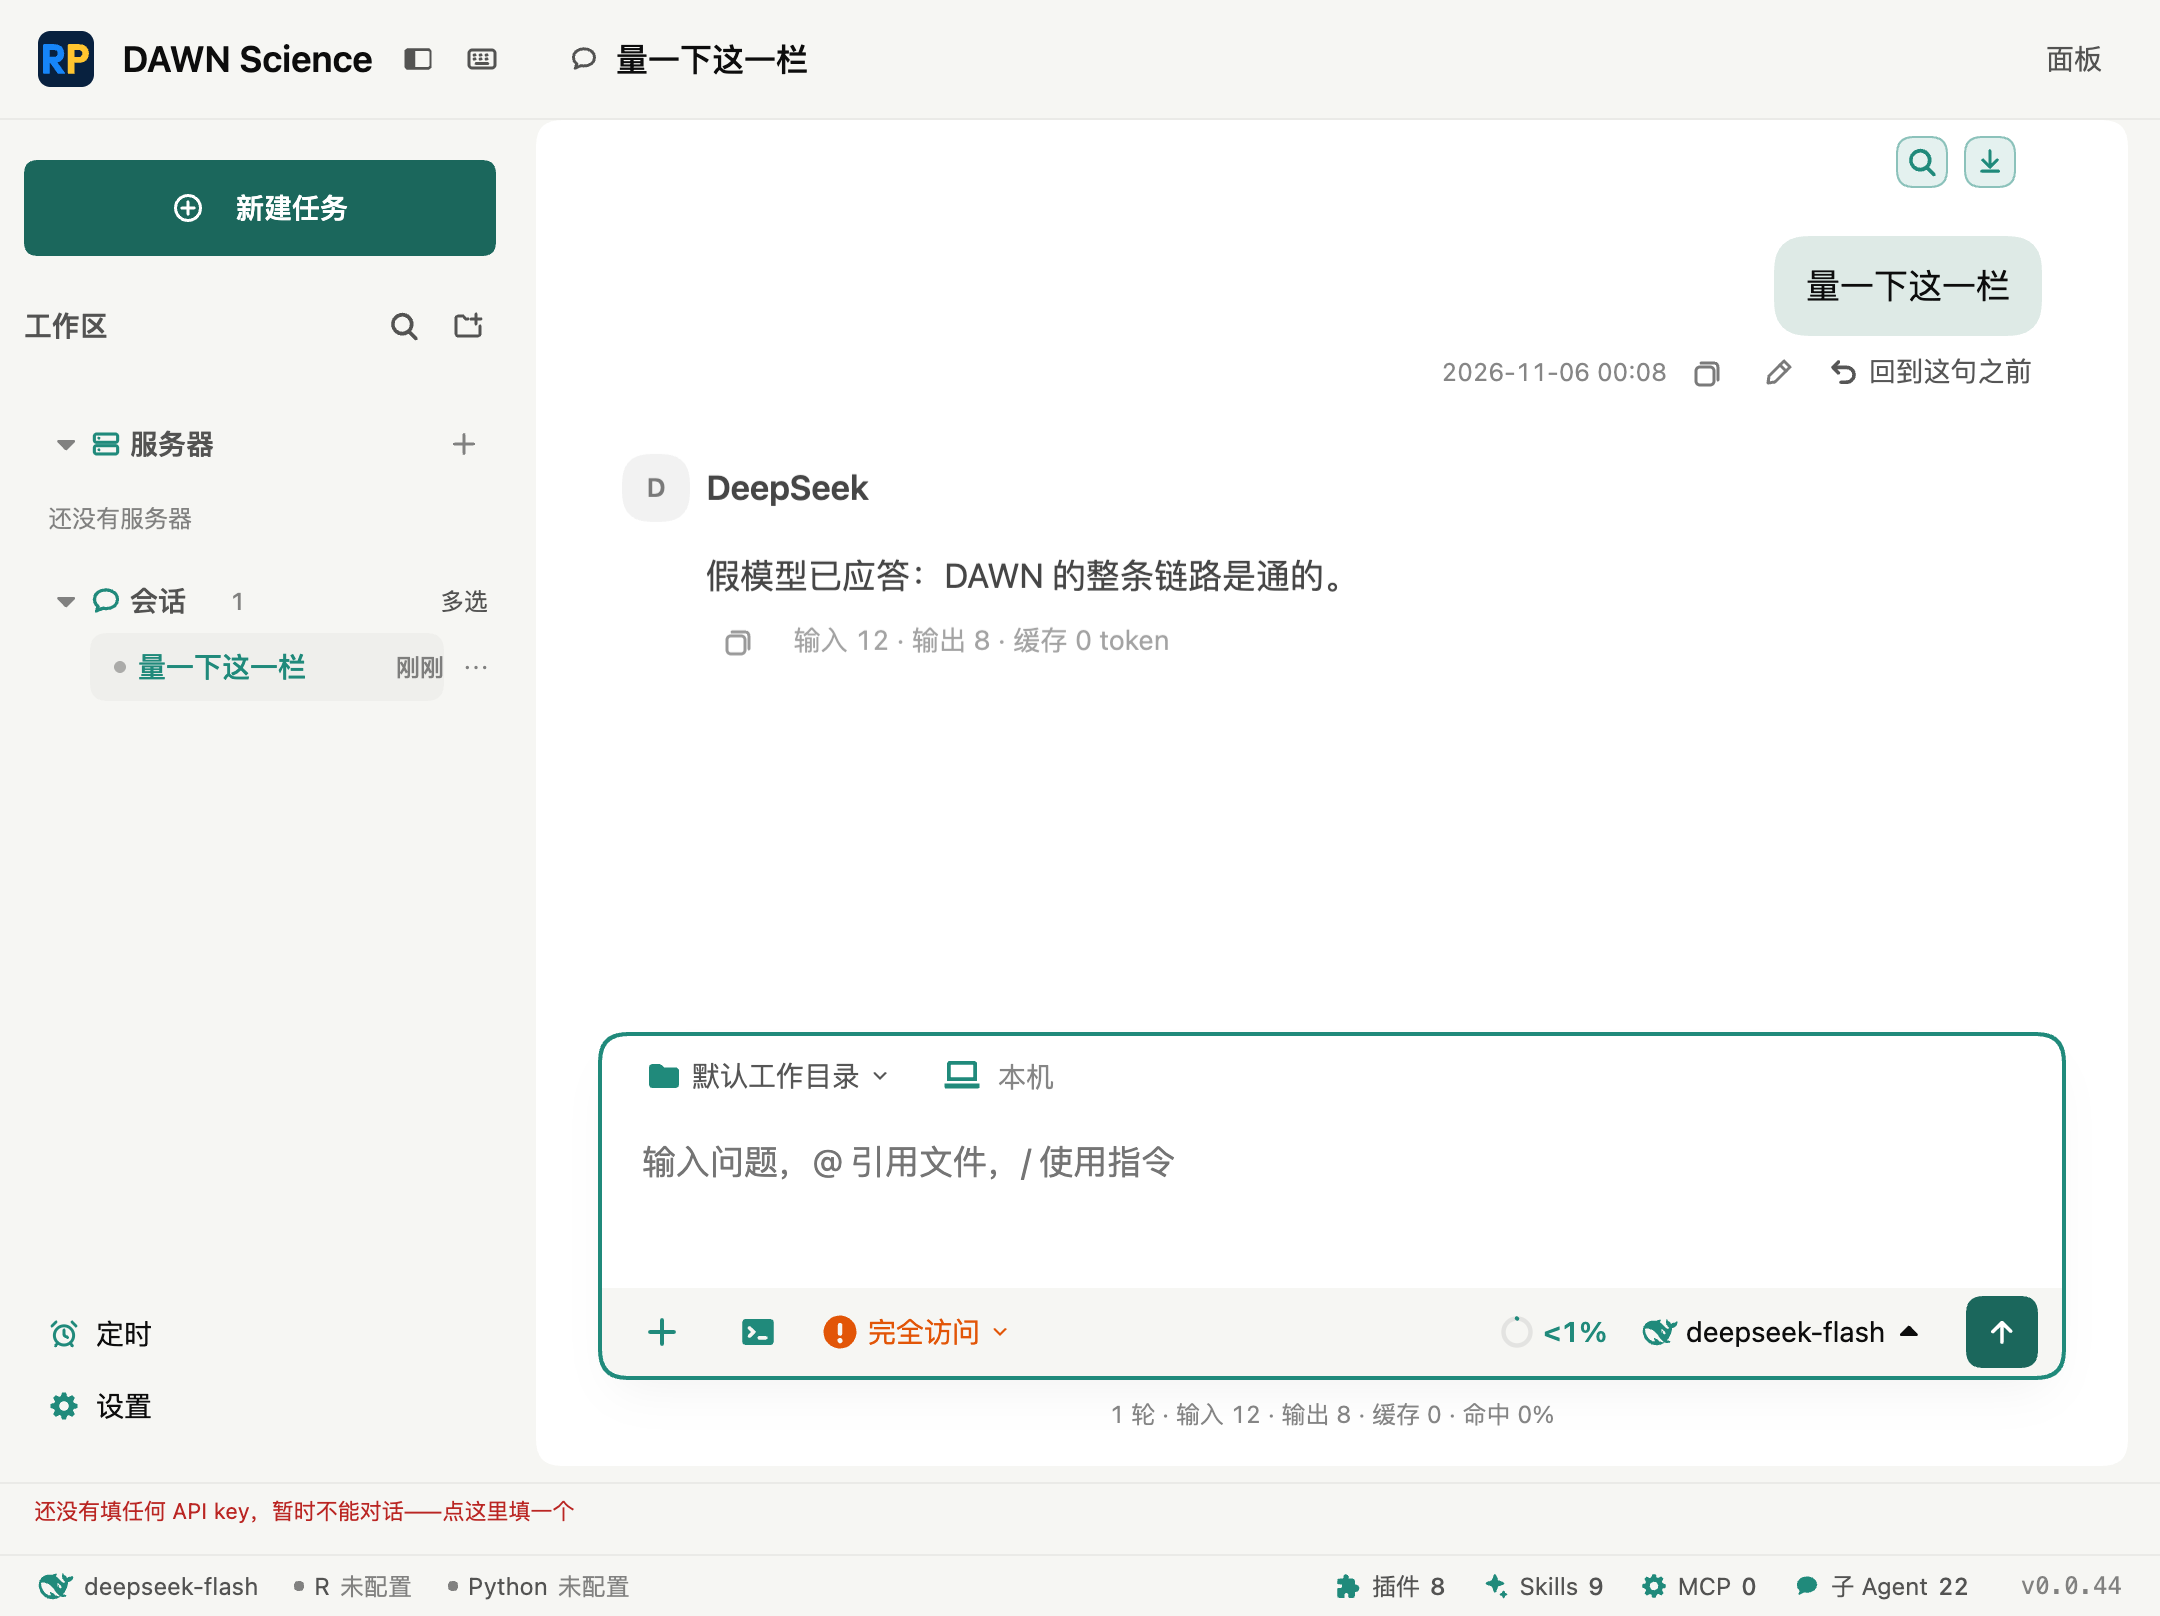 RP DAWN Science
量一下这一栏
面板
新建任务
工作区
服务器
还没有服务器
会话 1 多选
量一下这一栏 刚刚 ···
定时
设置
量一下这一栏
2026-11-06 00:08 回到这句之前
D DeepSeek
假模型已应答：DAWN 的整条链路是通的。
输入 12 · 输出 8 · 缓存 0 token
默认工作目录 本机
输入问题，@ 引用文件，/ 使用指令
完全访问 <1% deepseek-flash
1 轮 · 输入 12 · 输出 8 · 缓存 0 · 命中 0%
还没有填任何 API key，暂时不能对话——点这里填一个
deepseek-flash R 未配置 Python 未配置 插件 8 Skills 9 MCP 0 子 Agent 22 v0.0.44